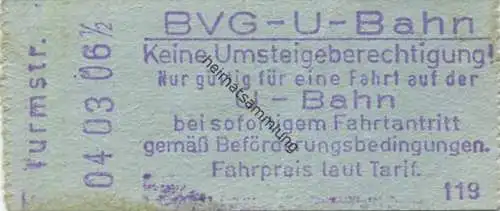 Turmstr.
04 03 06½
BVG-U-Bahn
Keine Umsteigeberechtigung!
Nur gültig für eine Fahrt auf der
U-Bahn
bei sofortigem Fahrtantritt
gemäß Beförderungsbedingungen.
Fahrpreis laut Tarif.
119
heimatsammlung